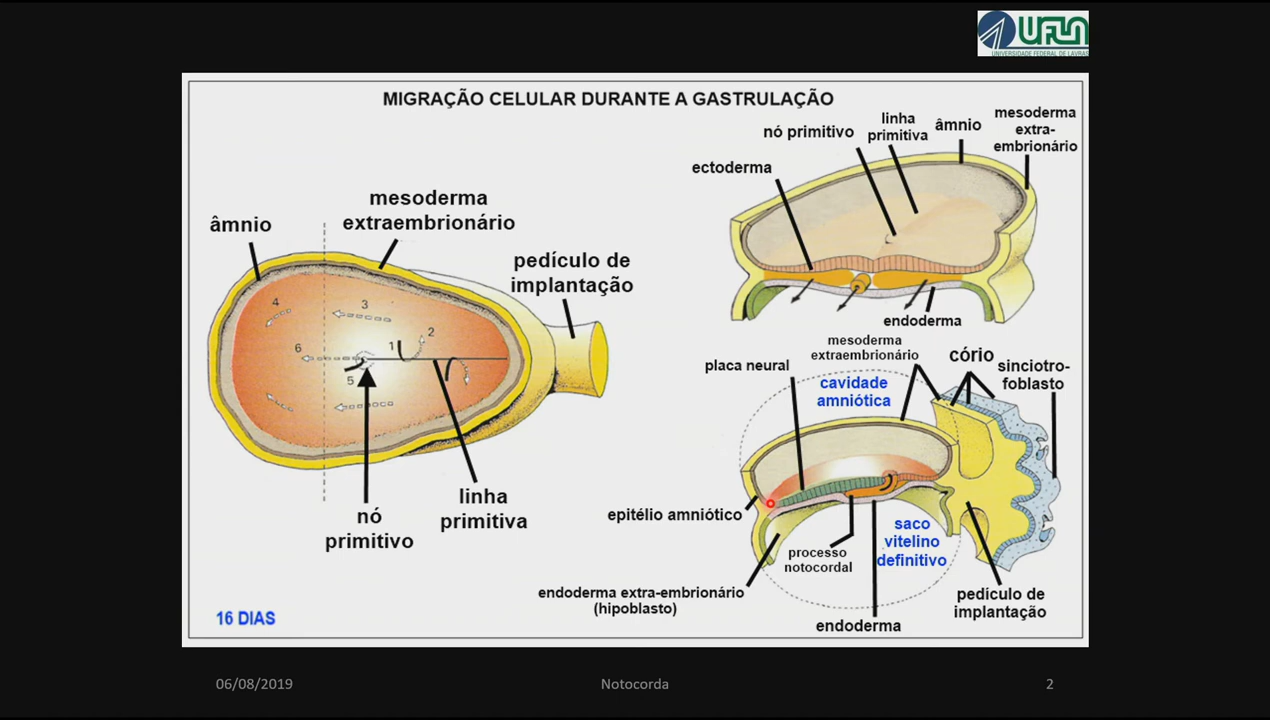 UFLA
UNIVERSIDADE FEDERAL DE LAVRAS
MIGRAÇÃO CELULAR DURANTE A GASTRULAÇÃO
âmnio
mesoderma
extraembrionário
pedículo de
implantação
4
3
2
1
6
5
nó
primitivo
linha
primitiva
16 DIAS
ectoderma
nó primitivo
linha
primitiva
âmnio
mesoderma
extra-
embrionário
endoderma
placa neural
mesoderma
extraembrionário
cavidade
amniótica
cório
sinciotro-
foblasto
epitélio amniótico
processo
notocordal
saco
vitelino
definitivo
endoderma extra-embrionário
(hipoblasto)
endoderma
pedículo de
implantação
06/08/2019
Notocorda
2